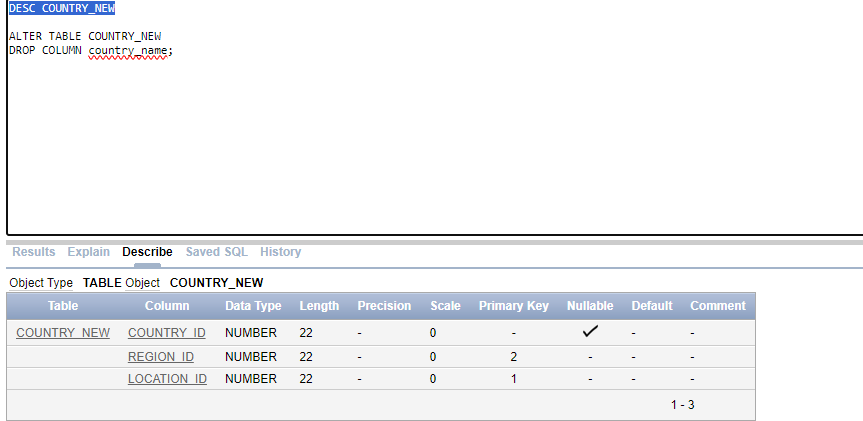 DESC COUNTRY_NEW
ALTER TABLE COUNTRY_NEW
DROP COLUMN country_name;
Results Explain Describe Saved SQL History
Object Type TABLE Object COUNTRY_NEW
Table Column Data Type Length Precision Scale Primary Key Nullable Default Comment
COUNTRY_NEW COUNTRY_ID NUMBER 22 - 0 - ✓ - -
REGION_ID NUMBER 22 - 0 2 - - -
LOCATION_ID NUMBER 22 - 0 1 - - -
1 - 3